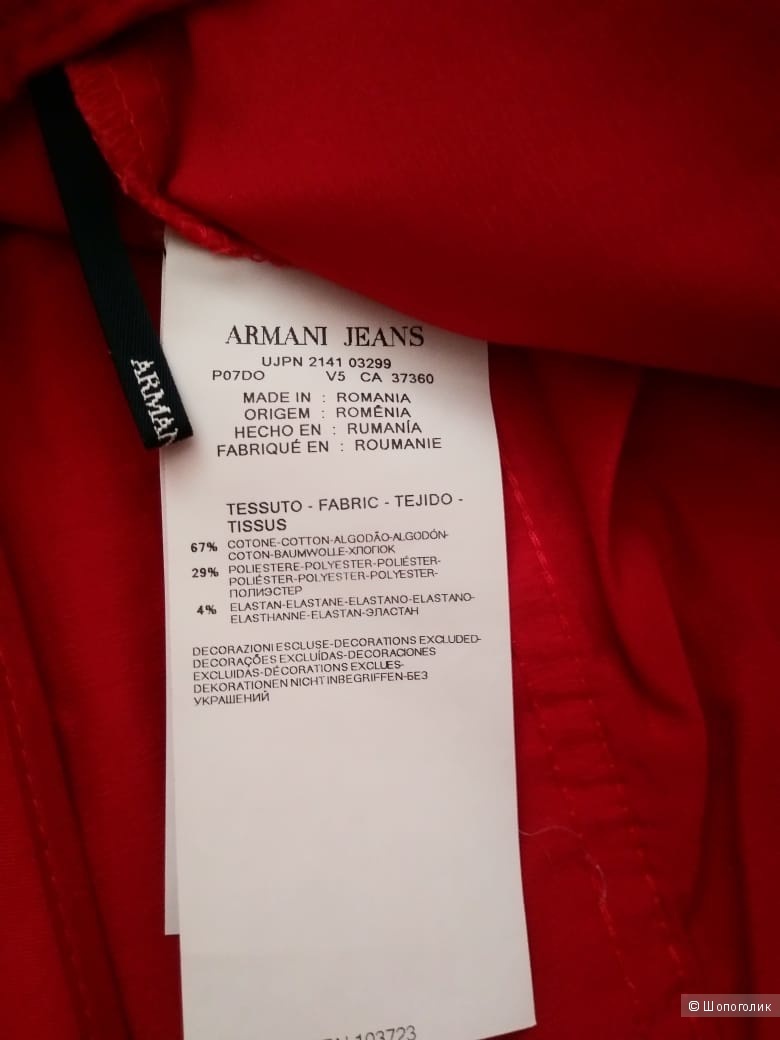 ARMANI JEANS
UJPN 2141 03299
P07DO V5 CA 37360
MADE IN : ROMANIA
ORIGEM : ROMÊNIA
HECHO EN : RUMANÍA
FABRIQUÉ EN : ROUMANIE
TESSUTO - FABRIC - TEJIDO -
TISSUS
67% COTONE-COTTON-ALGODÃO-ALGODÓN-
COTON-BAUMWOLLE-ХЛОПОК
29% POLIESTERE-POLYESTER-POLIÉSTER-
POLIÉSTER-POLYESTER-POLYESTER-
ПОЛИЭСТЕР
4% ELASTAN-ELASTANE-ELASTANO-ELASTANO-
ELASTHANNE-ELASTAN-ЭЛАСТАН
DECORAZIONI ESCLUSE-DECORATIONS EXCLUDED-
DECORAÇÕES EXCLUÍDAS-DECORACIONES
EXCLUIDAS-DÉCORATIONS EXCLUES-
DEKORATIONEN NICHT INBEGRIFFEN-БЕЗ
УКРАШЕНИЙ
103723
ARMAN
© Шопоголик